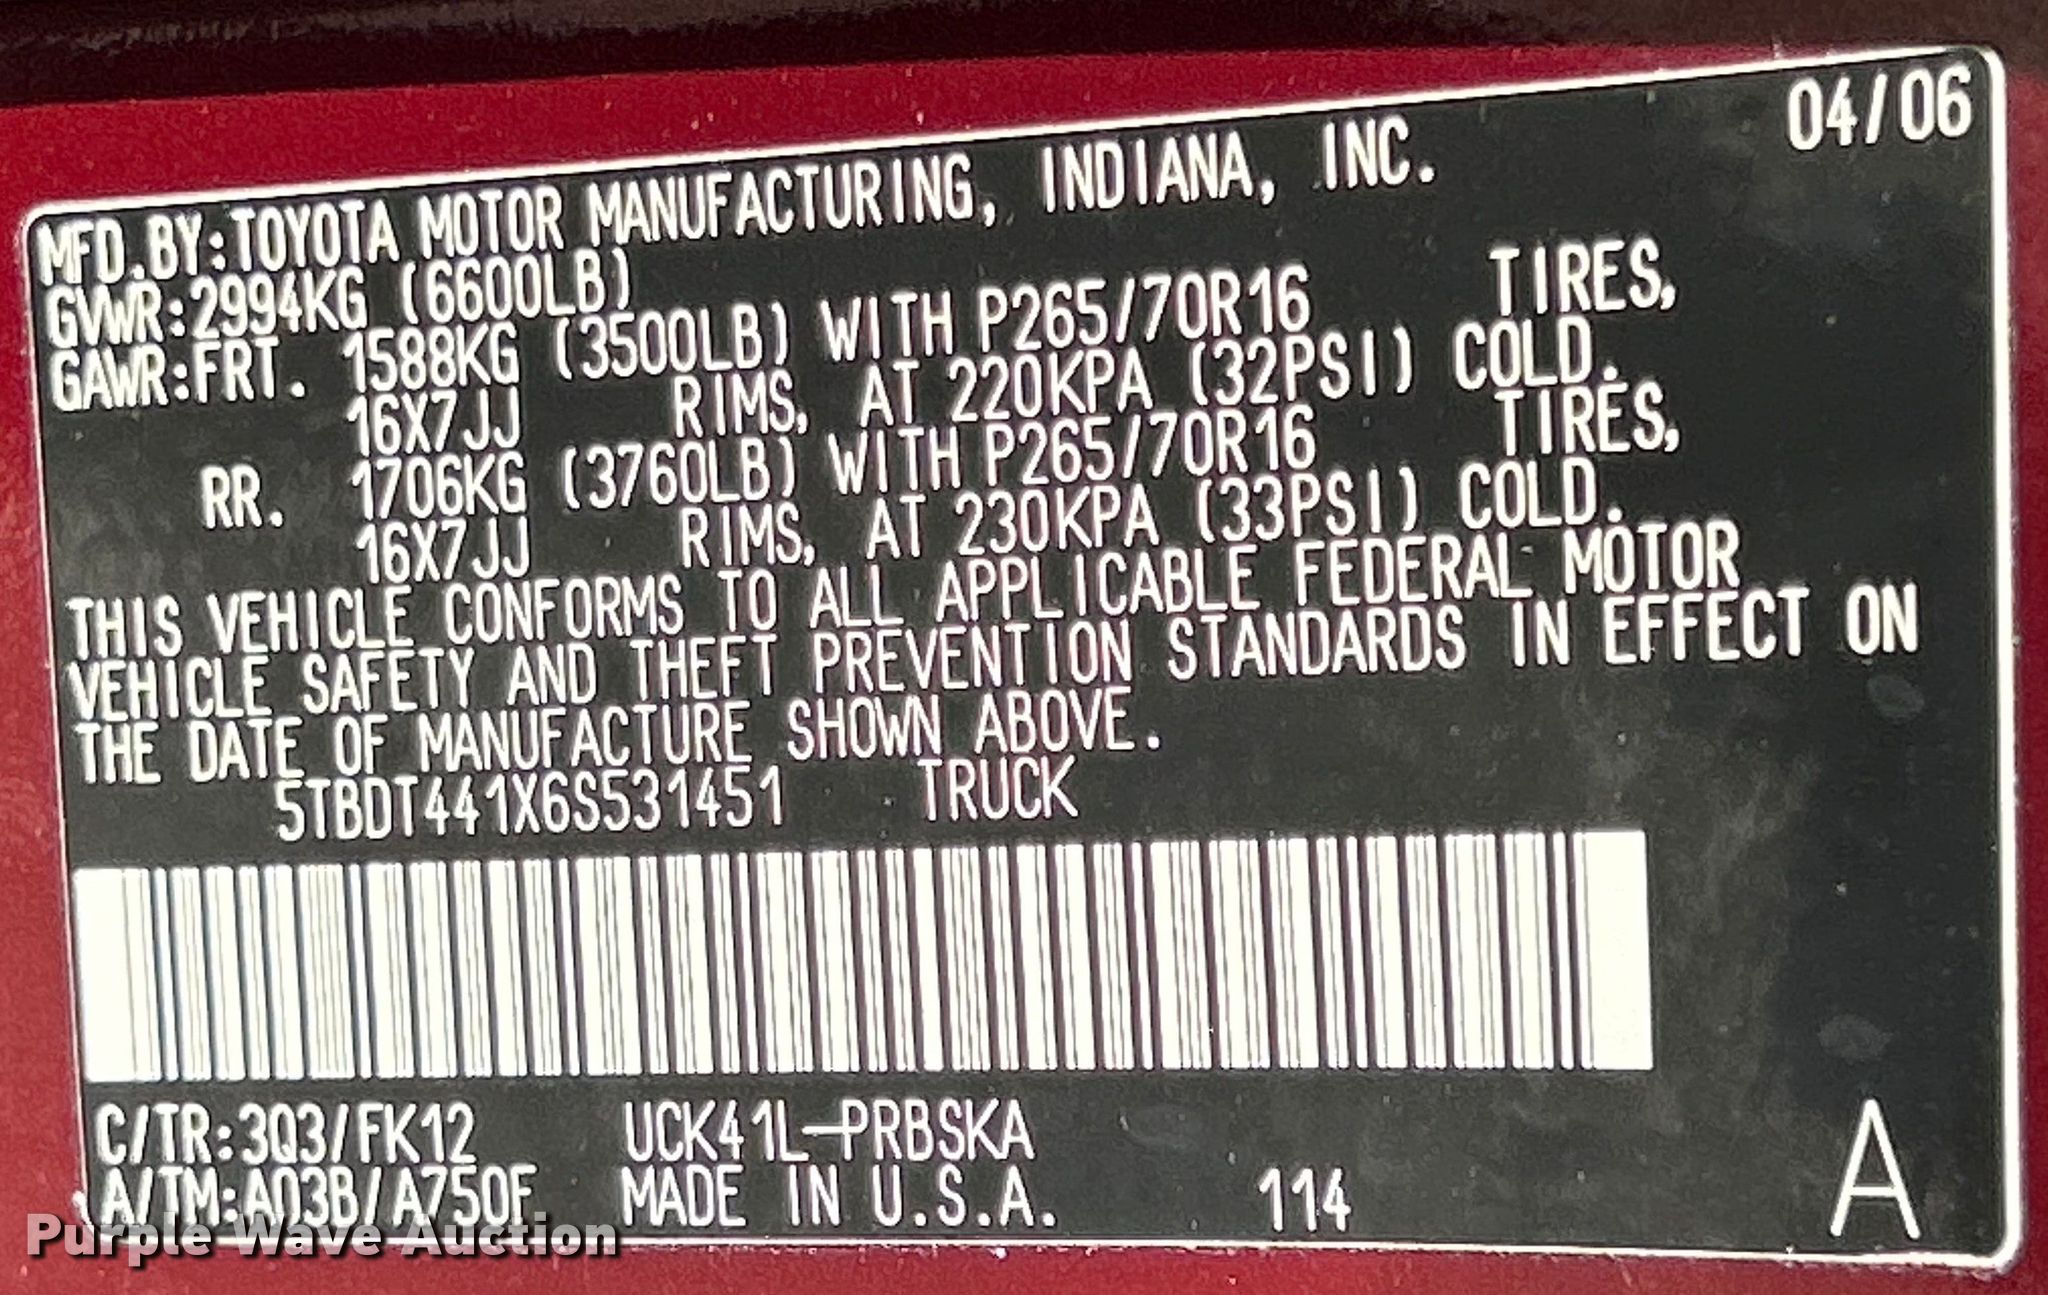 04/06
MFD.BY:TOYOTA MOTOR MANUFACTURING, INDIANA, INC.
GVWR:2994KG (6600LB)
GAWR:FRT. 1588KG (3500LB) WITH P265/70R16 TIRES,
16X7JJ RIMS, AT 220KPA (32PSI) COLD.
RR. 1706KG (3760LB) WITH P265/70R16 TIRES,
16X7JJ RIMS, AT 230KPA (33PSI) COLD.
THIS VEHICLE CONFORMS TO ALL APPLICABLE FEDERAL MOTOR
VEHICLE SAFETY AND THEFT PREVENTION STANDARDS IN EFFECT ON
THE DATE OF MANUFACTURE SHOWN ABOVE.
5TBDT441X6S531451 TRUCK
C/TR:3Q3/FK12 UCK41L-PRBSKA
A/TM:A03B/A750F MADE IN U.S.A. 114 A
Purple Wave Auction